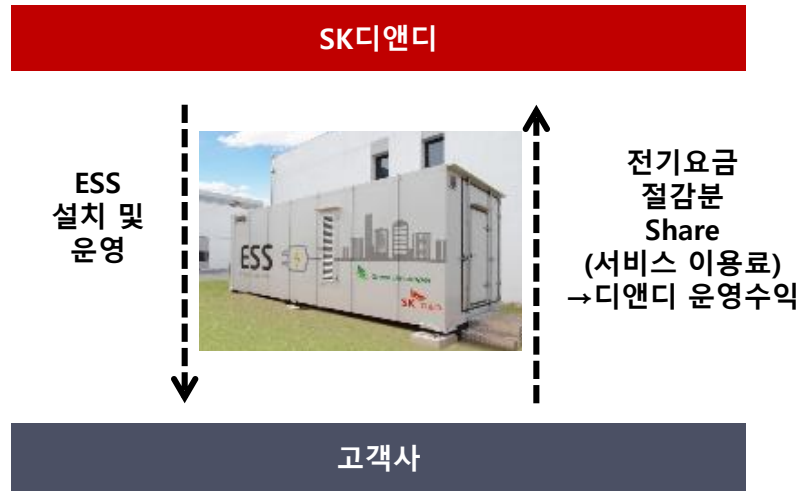 SK디앤디
ESS
설치 및
운영
ESS
SK
전기요금
절감분
Share
(서비스 이용료)
→디앤디 운영수익
고객사